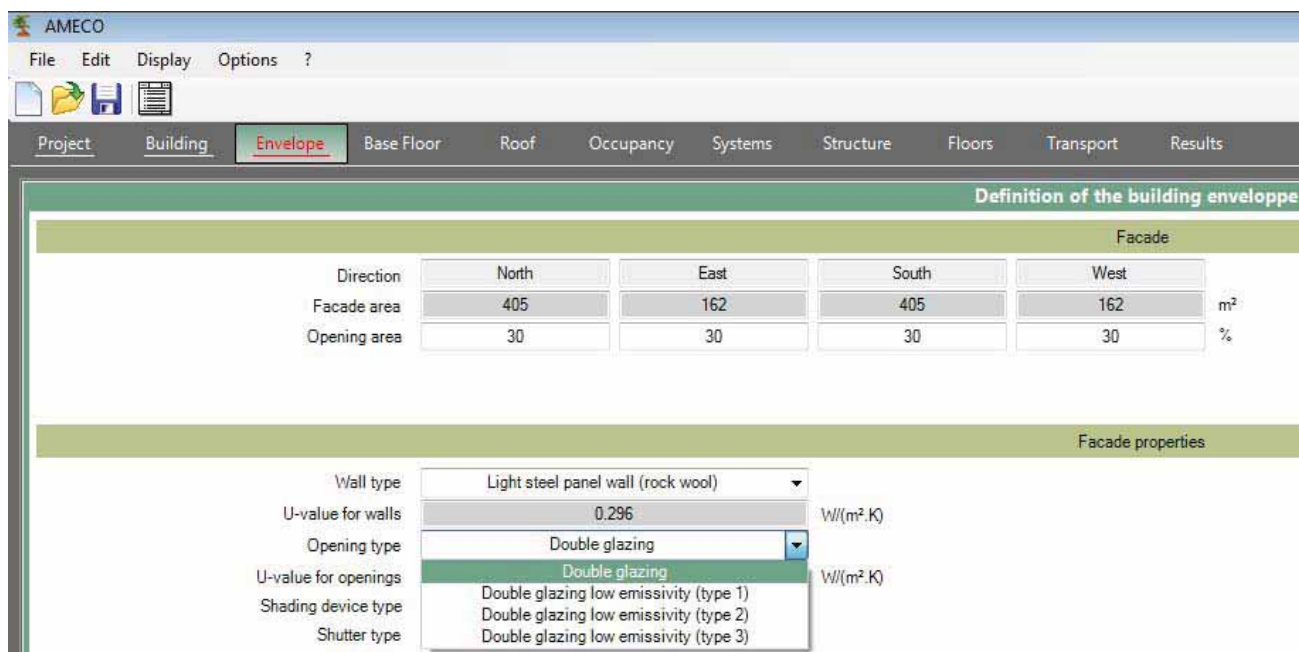 AMECO
File Edit Display Options ?
Project Building Envelope Base Floor Roof Occupancy Systems Structure Floors Transport Results
Definition of the building enveloppe
Facade
Direction North East South West
Facade area 405 162 405 162 m²
Opening area 30 30 30 30 %
Facade properties
Wall type Light steel panel wall (rock wool)
U-value for walls 0.296 W/(m².K)
Opening type Double glazing
U-value for openings Double glazing W/(m².K)
Shading device type Double glazing low emissivity (type 1)
Double glazing low emissivity (type 2)
Shutter type Double glazing low emissivity (type 3)